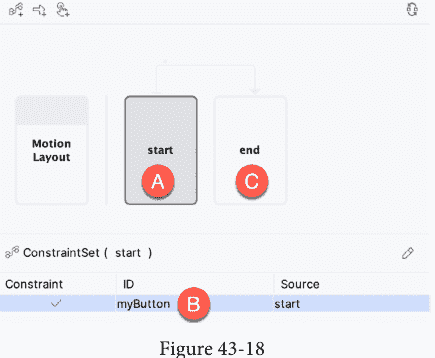 Motion
Layout
start
end
A
C
ConstraintSet ( start )
Constraint ID Source
myButton B start
Figure 43-18